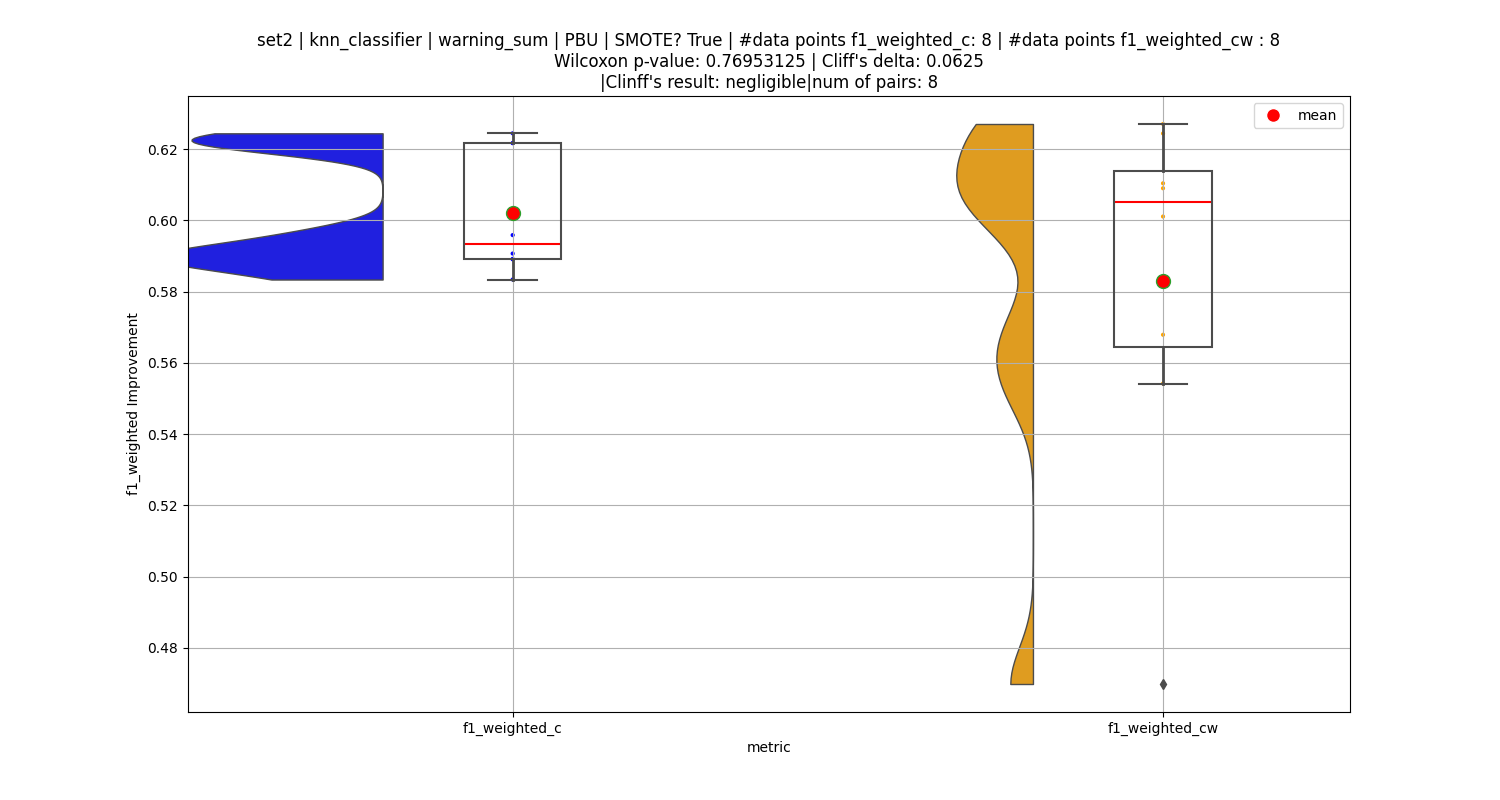 set2 | knn_classifier | warning_sum | PBU | SMOTE? True | #data points f1_weighted_c: 8 | #data points f1_weighted_cw : 8
Wilcoxon p-value: 0.76953125 | Cliff's delta: 0.0625
|Clinff's result: negligible|num of pairs: 8
mean
0.62
0.60
0.58
0.56
0.54
0.52
0.50
0.48
f1_weighted Improvement
f1_weighted_c
f1_weighted_cw
metric